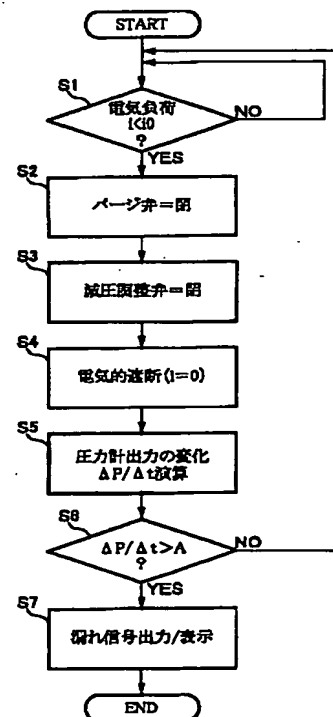 START
S1
電気負荷
i<i0
?
NO
YES
S2
パージ弁=閉
S3
減圧調整弁=閉
S4
電気的遮断(i=0)
S5
圧力計出力の変化
ΔP/Δt演算
S6
ΔP/Δt>A
?
NO
YES
S7
漏れ信号出力/表示
END